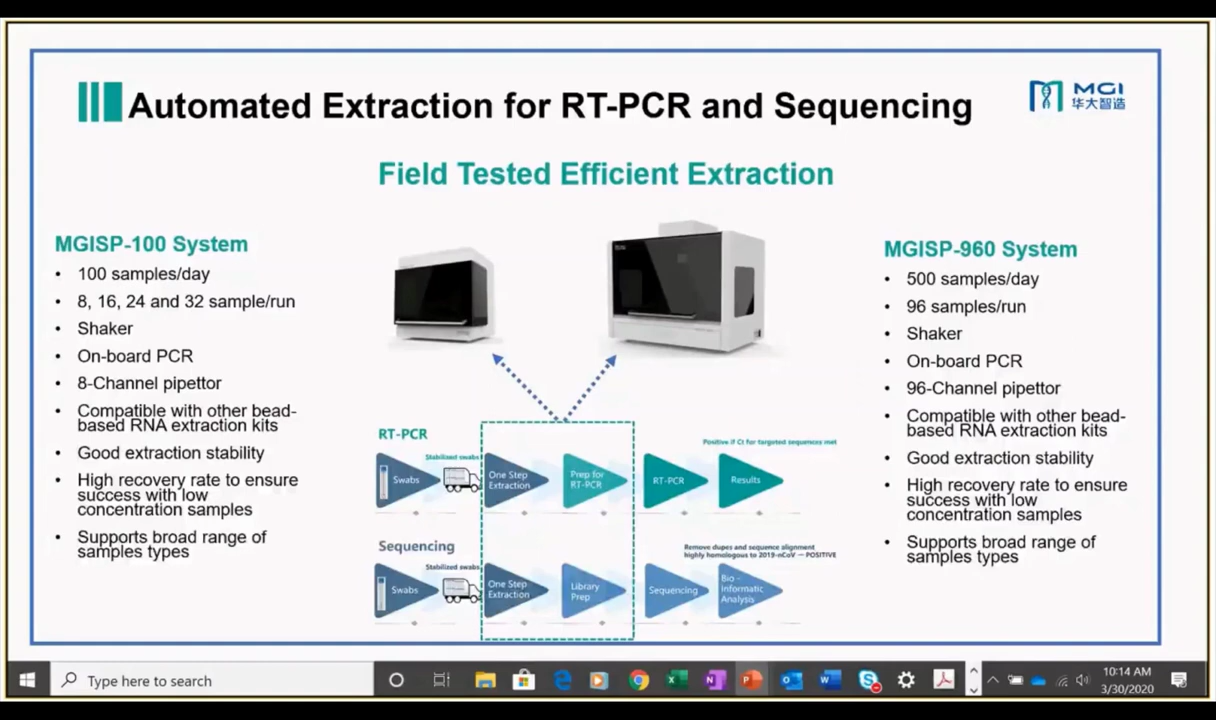 Automated Extraction for RT-PCR and Sequencing
MGI
华大智造
Field Tested Efficient Extraction
MGISP-100 System
• 100 samples/day
• 8, 16, 24 and 32 sample/run
• Shaker
• On-board PCR
• 8-Channel pipettor
• Compatible with other bead-
based RNA extraction kits
• Good extraction stability
• High recovery rate to ensure
success with low
concentration samples
• Supports broad range of
samples types
MGISP-960 System
• 500 samples/day
• 96 samples/run
• Shaker
• On-board PCR
• 96-Channel pipettor
• Compatible with other bead-
based RNA extraction kits
• Good extraction stability
• High recovery rate to ensure
success with low
concentration samples
• Supports broad range of
samples types
RT-PCR
Positive if Ct for targeted sequences met
Stabilized swabs
Swabs
One Step
Extraction
Prep for
RT-PCR
RT-PCR
Results
Sequencing
Remove dupes and sequence alignment
highly homologous to 2019-nCoV — POSITIVE
Stabilized swabs
Swabs
One Step
Extraction
Library
Prep
Sequencing
Bio -
Informatic
Analysis
Type here to search
10:14 AM
3/30/2020